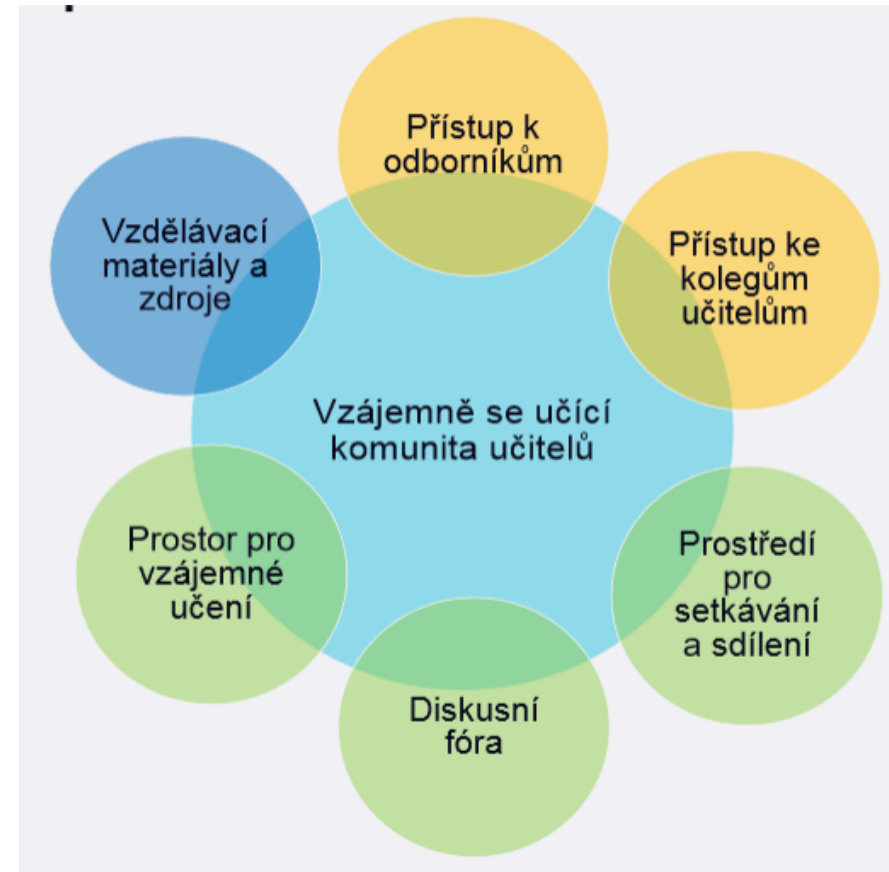 Přístup k
odborníkům
Přístup ke
kolegům
učitelům
Prostředí
pro
setkávání
a sdílení
Diskusní
fóra
Prostor pro
vzájemné
učení
Vzdělávací
materiály a
zdroje
Vzájemně se učící
komunita učitelů